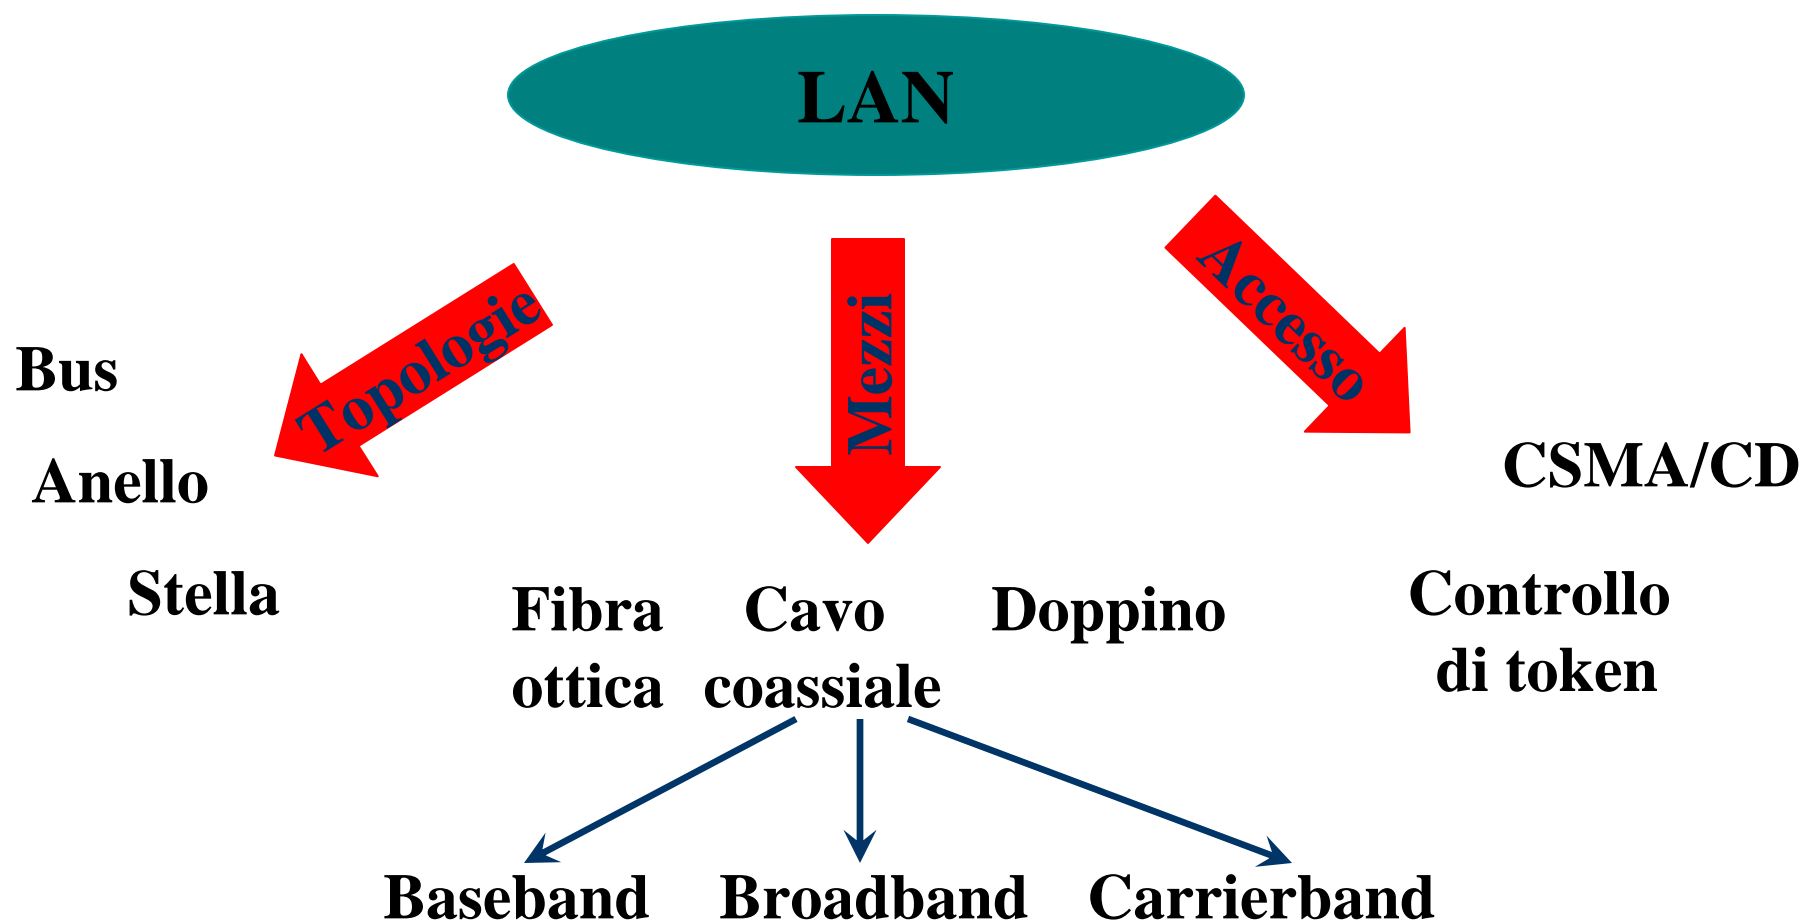 LAN
Topologie
Mezzi
Accesso
Bus
Anello
Stella
Fibra
ottica
Cavo
coassiale
Doppino
CSMA/CD
Controllo
di token
Baseband
Broadband
Carrierband